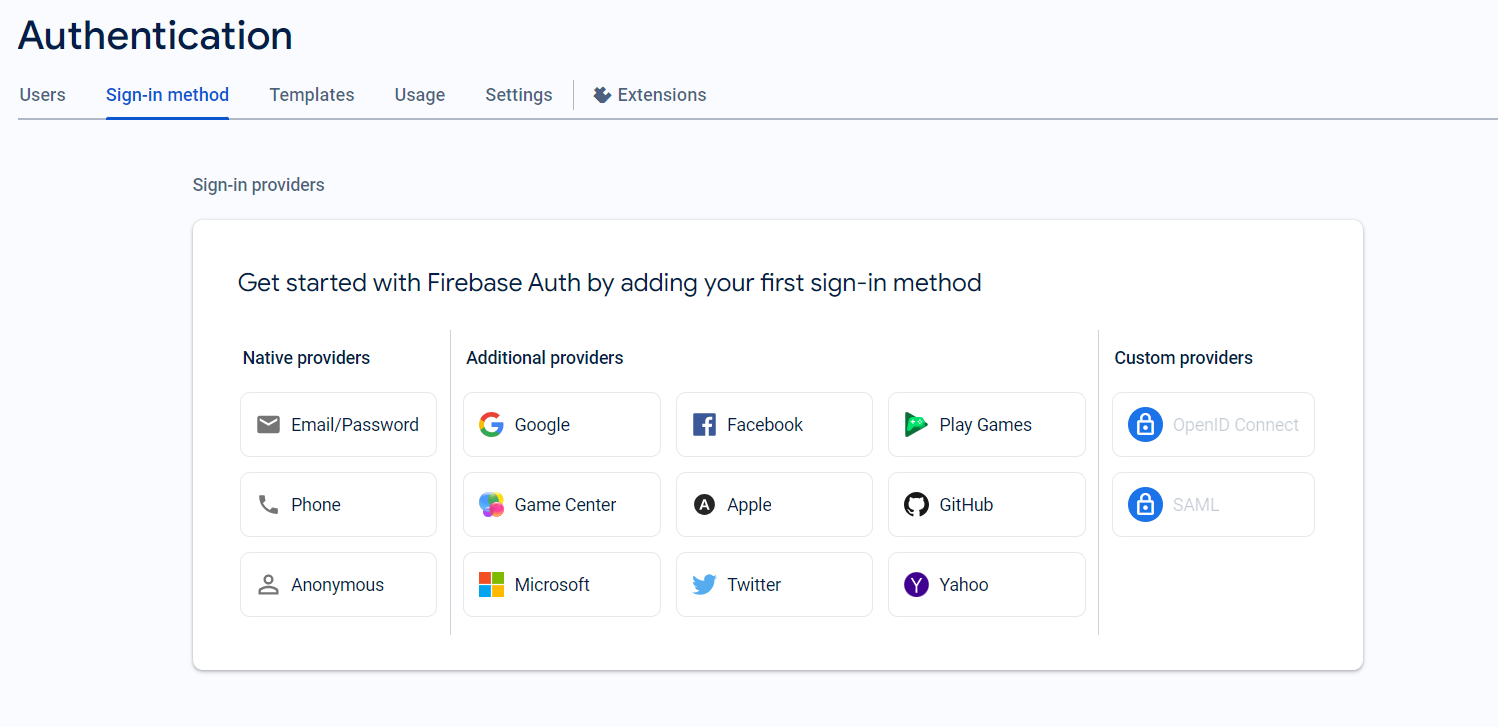 Authentication
Users Sign-in method Templates Usage Settings Extensions
Sign-in providers
Get started with Firebase Auth by adding your first sign-in method
Native providers Additional providers Custom providers
Email/Password Google Facebook Play Games OpenID Connect
Phone Game Center Apple GitHub SAML
Anonymous Microsoft Twitter Yahoo